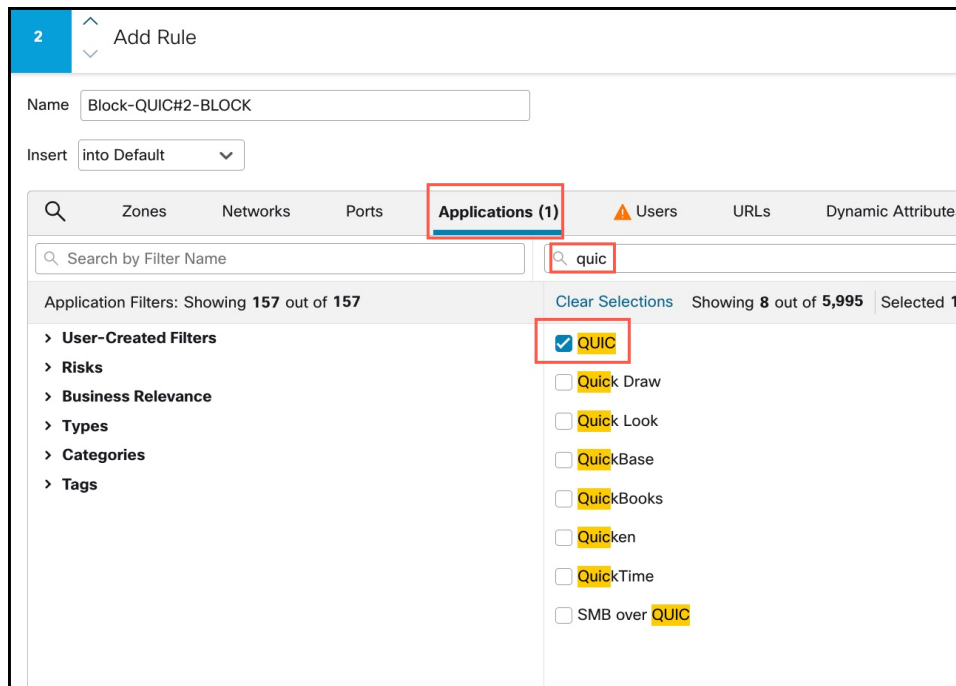 2
Add Rule
Name Block-QUIC#2-BLOCK
Insert into Default
Zones Networks Ports Applications (1) Users URLs Dynamic Attribute
Search by Filter Name quic
Application Filters: Showing 157 out of 157 Clear Selections Showing 8 out of 5,995 Selected 1
User-Created Filters QUIC
Risks
Quick Draw
Business Relevance
Quick Look
Types
Categories QuickBase
Tags
QuickBooks
Quicken
QuickTime
SMB over QUIC